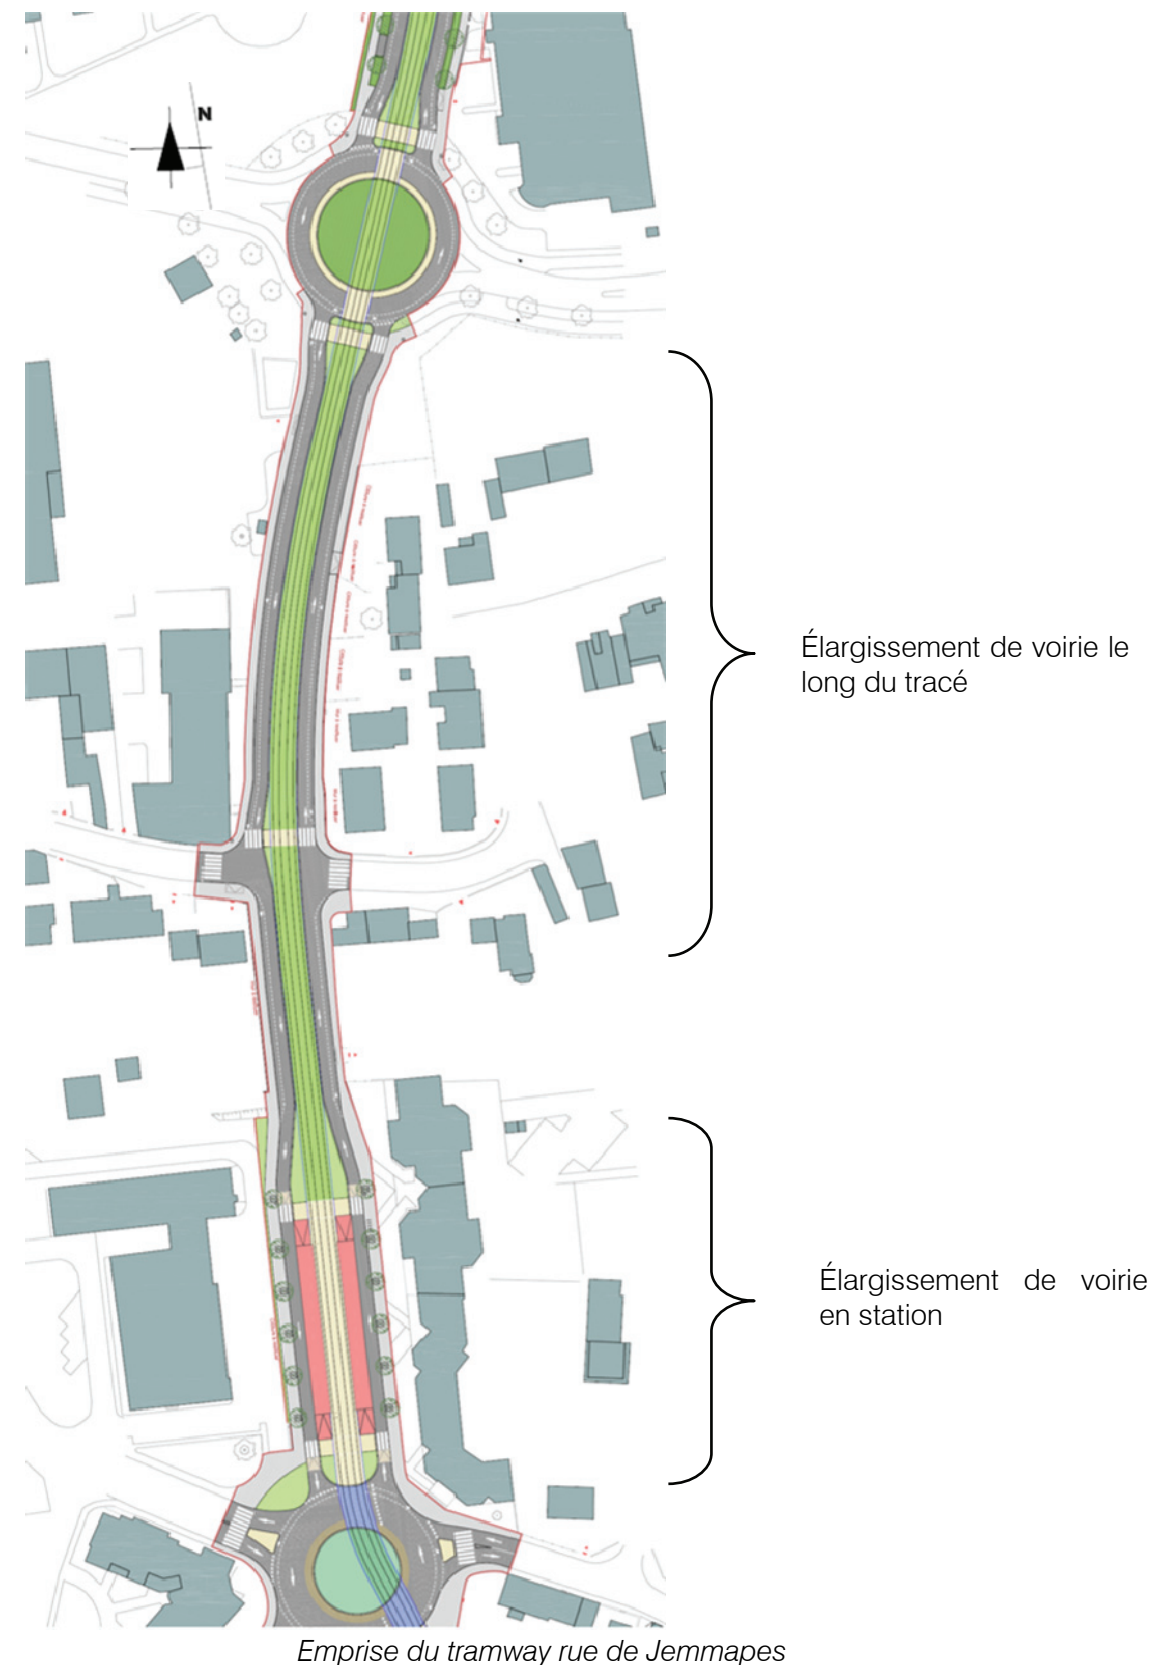 N
Élargissement de voirie le
long du tracé
Élargissement de voirie
en station
Emprise du tramway rue de Jemmapes